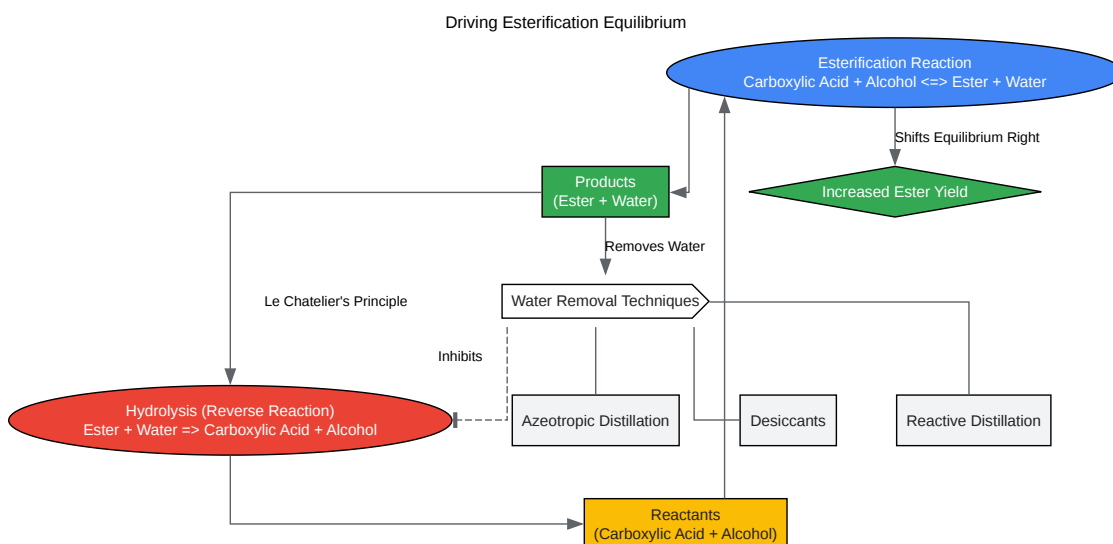 Driving Esterification Equilibrium
Esterification Reaction
Carboxylic Acid + Alcohol <=> Ester + Water
Shifts Equilibrium Right
Products
(Ester + Water)
Increased Ester Yield
Removes Water
Le Chatelier's Principle
Water Removal Techniques
Inhibits
Hydrolysis (Reverse Reaction)
Ester + Water => Carboxylic Acid + Alcohol
Azeotropic Distillation
Desiccants
Reactive Distillation
Reactants
(Carboxylic Acid + Alcohol)